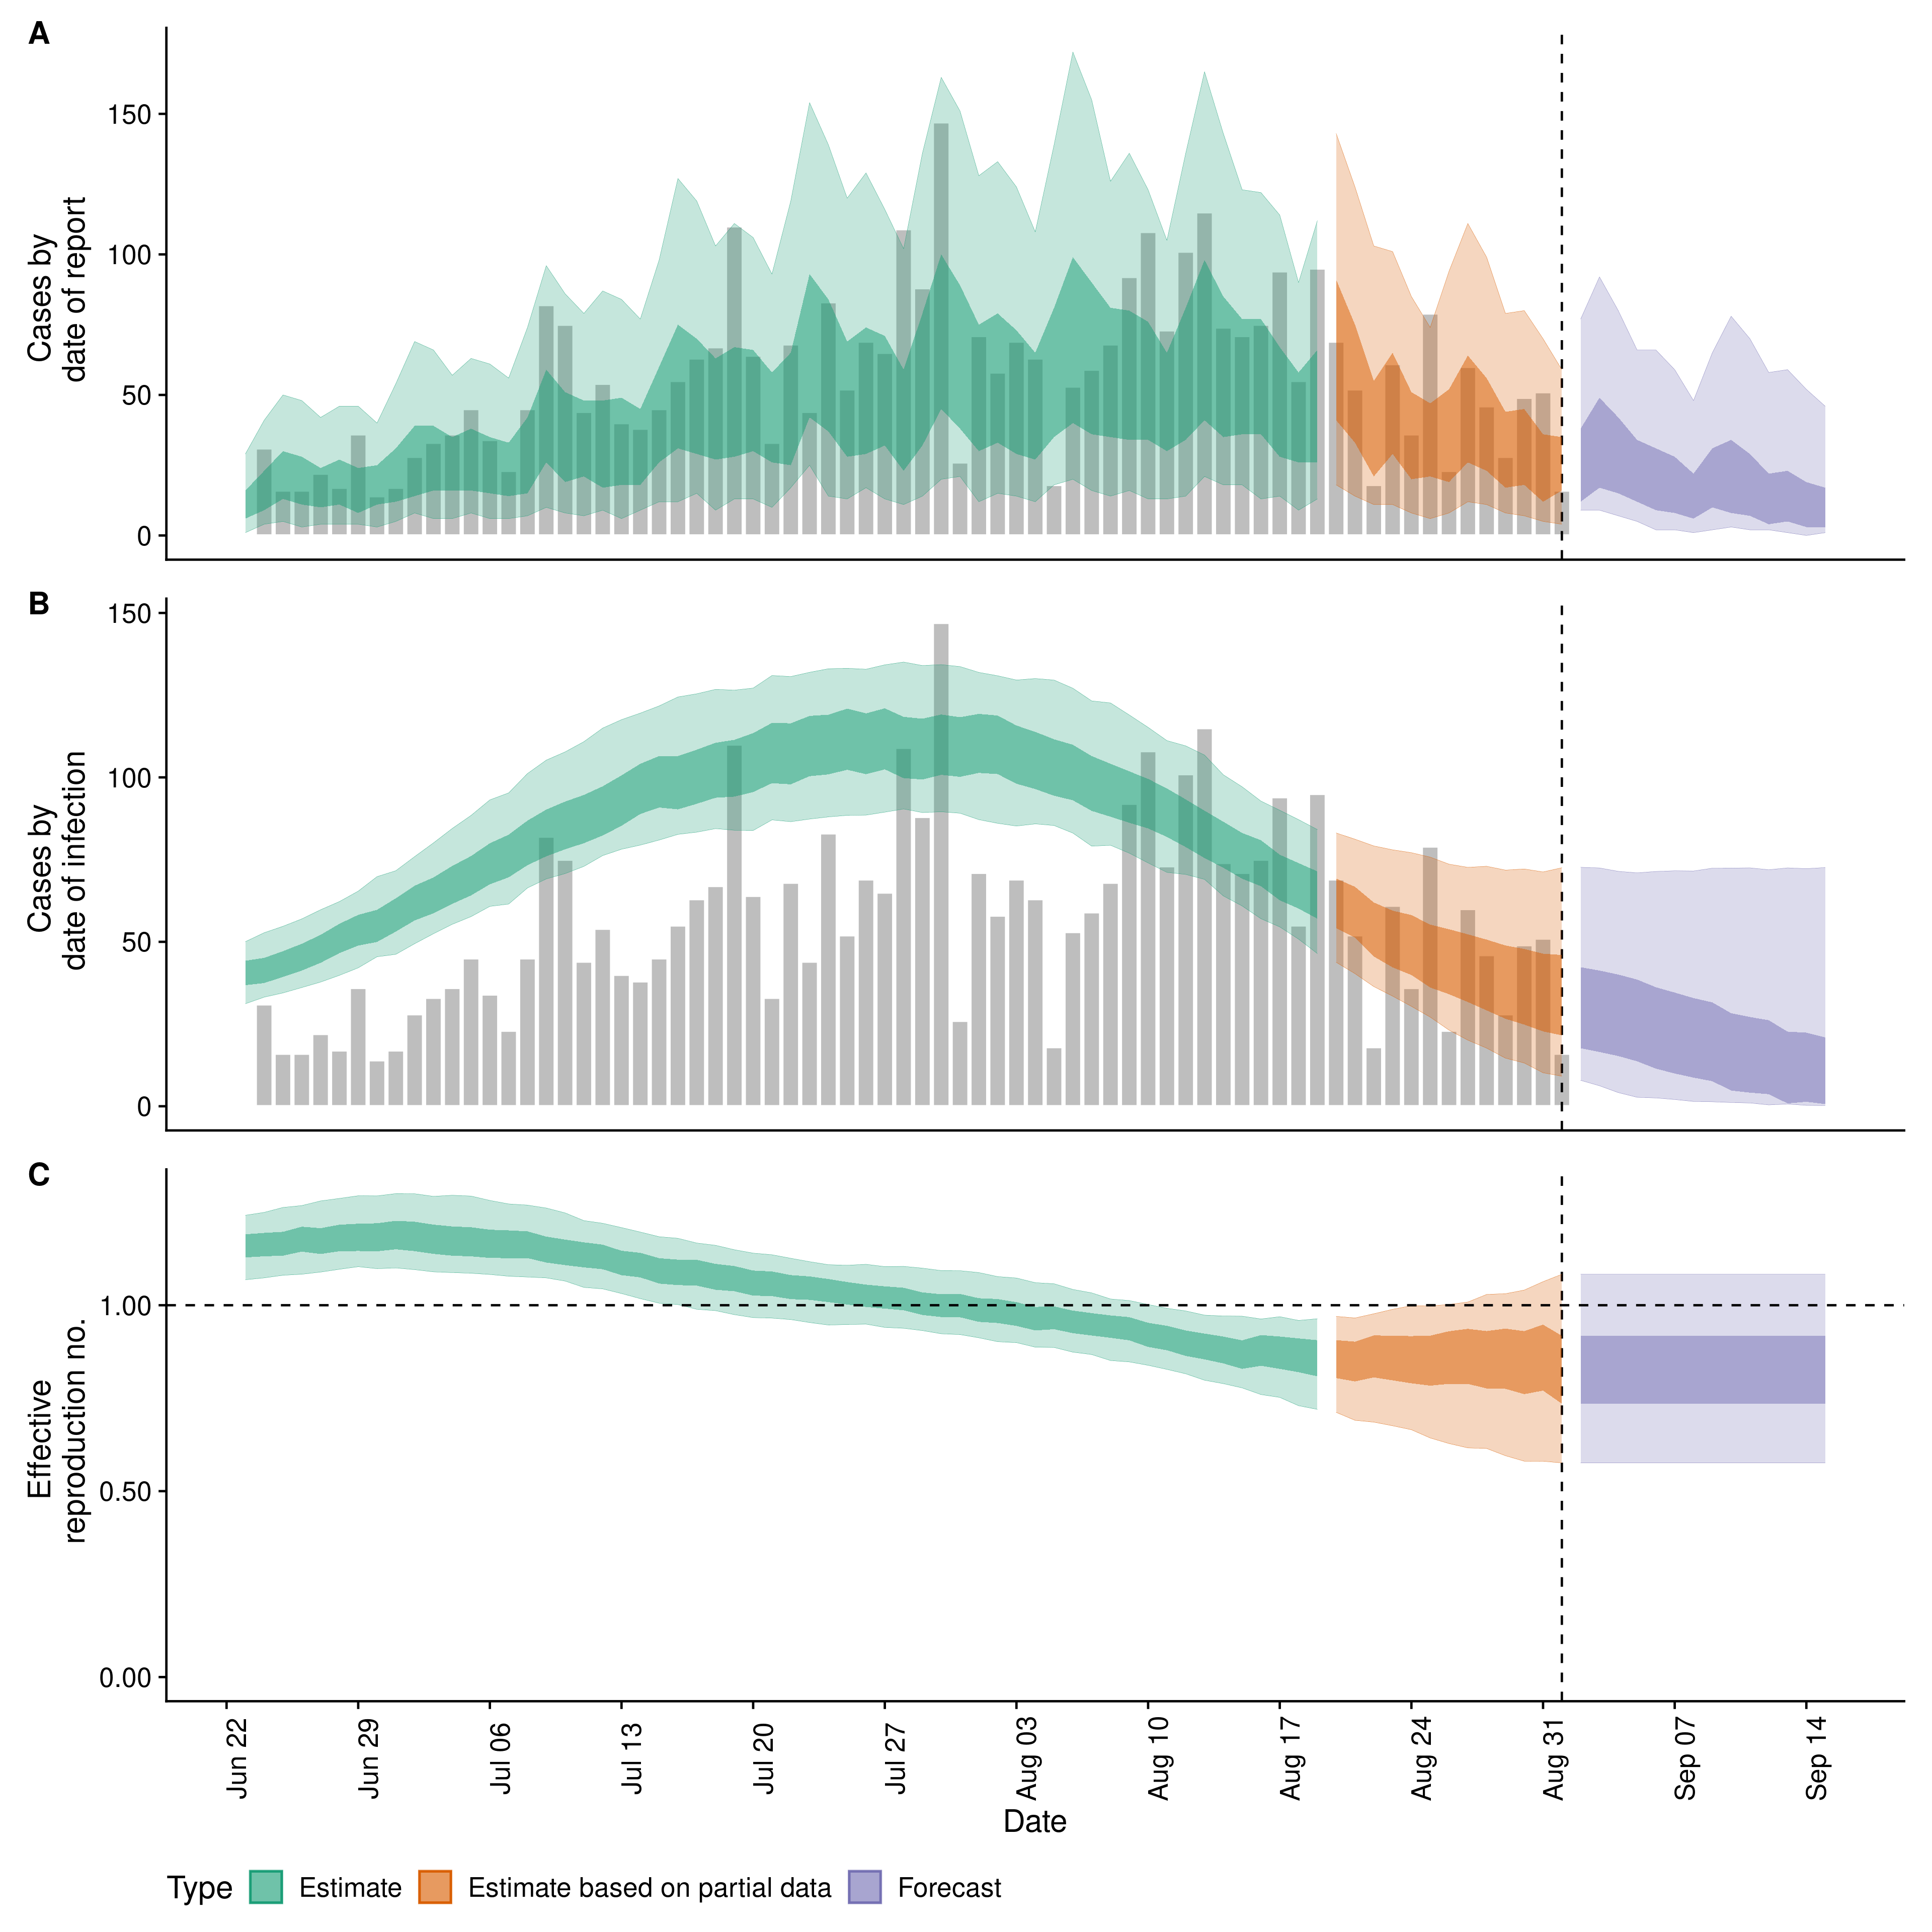 A
Cases by
date of report
150
100
50
0
B
Cases by
date of infection
150
100
50
0
C
Effective
reproduction no.
1.00
0.50
0.00
Jun 22
Jun 29
Jul 06
Jul 13
Jul 20
Jul 27
Aug 03
Aug 10
Aug 17
Aug 24
Aug 31
Sep 07
Sep 14
Date
Type Estimate Estimate based on partial data Forecast